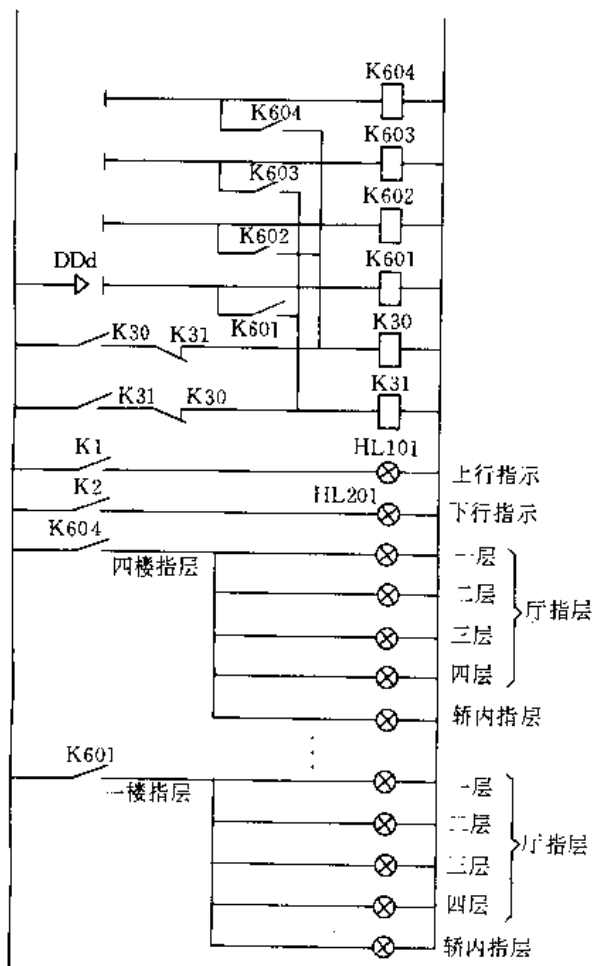 K604
K604
K603
K603
K602
K602
DDd
K601
K601
K30
K31
K30
K31
K30
K31
K1
HL101
上行指示
K2
HL201
下行指示
K604
四楼指层
一层
二层
三层
四层
厅指层
轿内指层
K601
一楼指层
一层
二层
三层
四层
厅指层
轿内指层